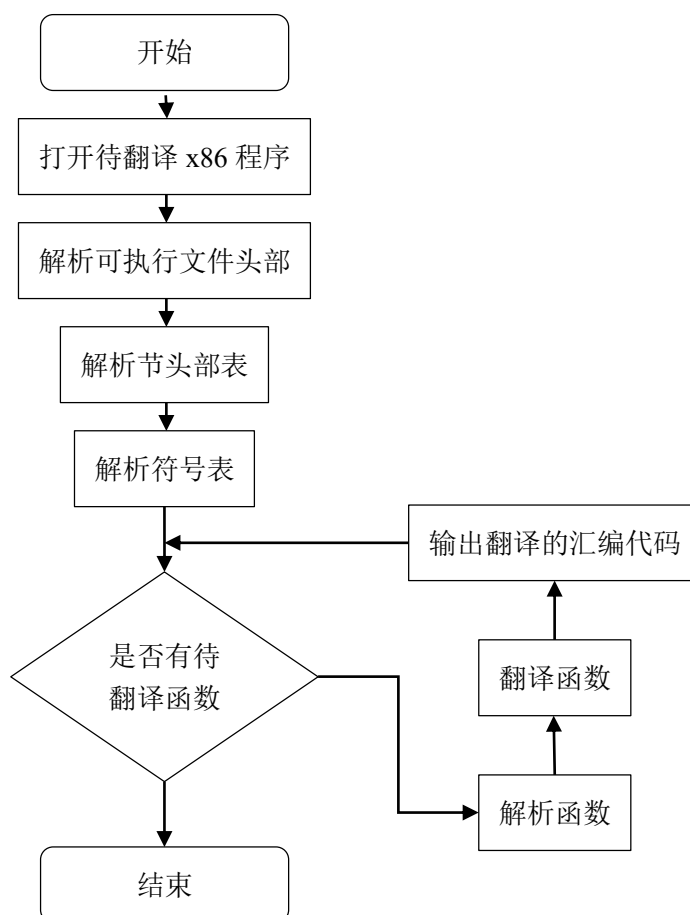 开始
打开待翻译 x86 程序
解析可执行文件头部
解析节头部表
解析符号表
输出翻译的汇编代码
是否有待
翻译函数
翻译函数
解析函数
结束